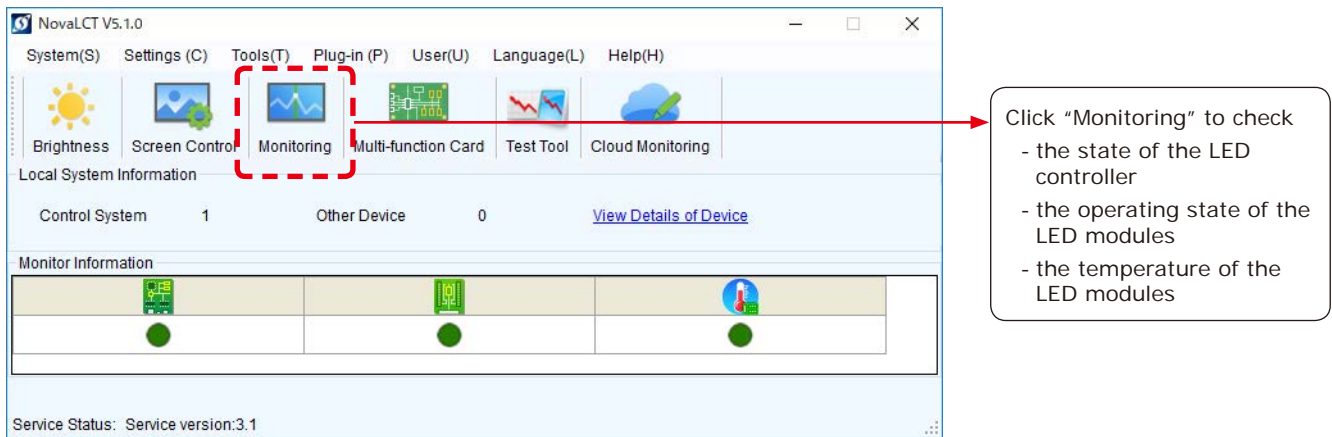 NovaLCT V5.1.0
System(S) Settings (C) Tools(T) Plug-in (P) User(U) Language(L) Help(H)
Brightness Screen Control Monitoring Multi-function Card Test Tool Cloud Monitoring
Local System Information
Control System 1 Other Device 0 View Details of Device
Monitor Information
Service Status: Service version:3.1
Click “Monitoring” to check
- the state of the LED
controller
- the operating state of the
LED modules
- the temperature of the
LED modules